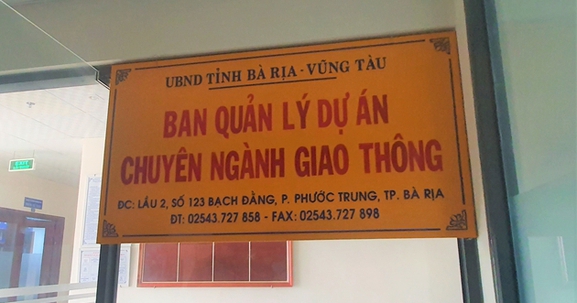 UBND TỈNH BÀ RỊA - VŨNG TÀU
BAN QUẢN LÝ DỰ ÁN
CHUYÊN NGÀNH GIAO THÔNG
ĐC: LẦU 2, SỐ 123 BẠCH ĐẰNG, P. PHƯỚC TRUNG, TP. BÀ RỊA
ĐT: 02543.727 858 - FAX: 02543.727 898
EXIT